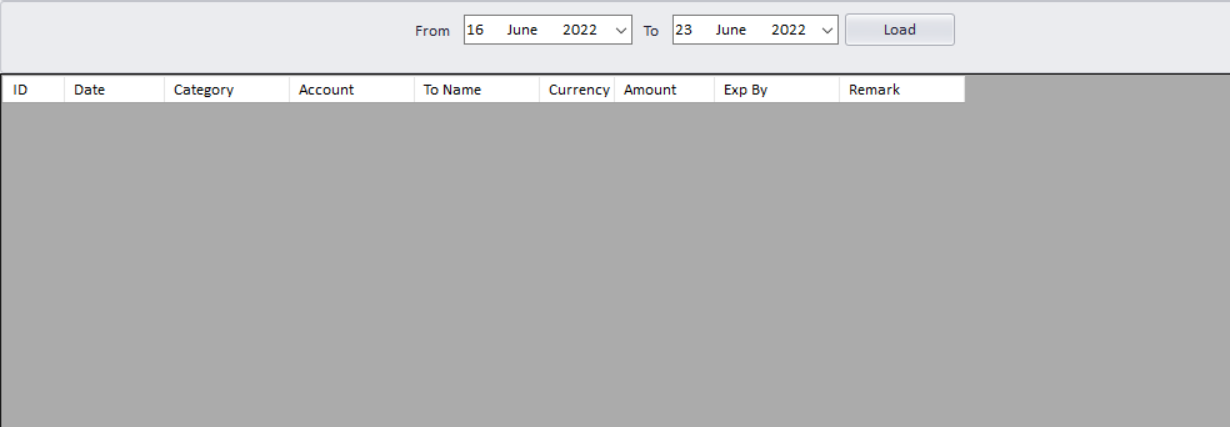 From 16 June 2022 To 23 June 2022 Load
ID Date Category Account To Name Currency Amount Exp By Remark